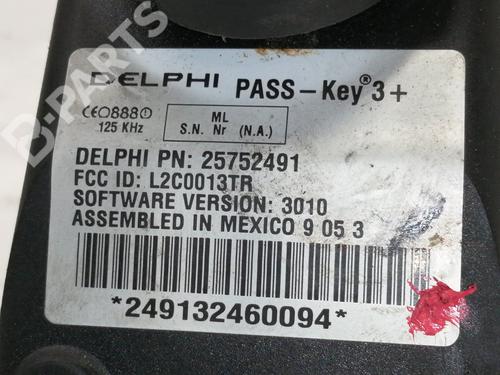 B-PARTS
DELPHI PASS-Key®3+
CE0888!
125 KHz
ML
S.N. Nr (N.A.)
DELPHI PN: 25752491
FCC ID: L2C0013TR
SOFTWARE VERSION: 3010
ASSEMBLED IN MEXICO 9 05 3
*249132460094*